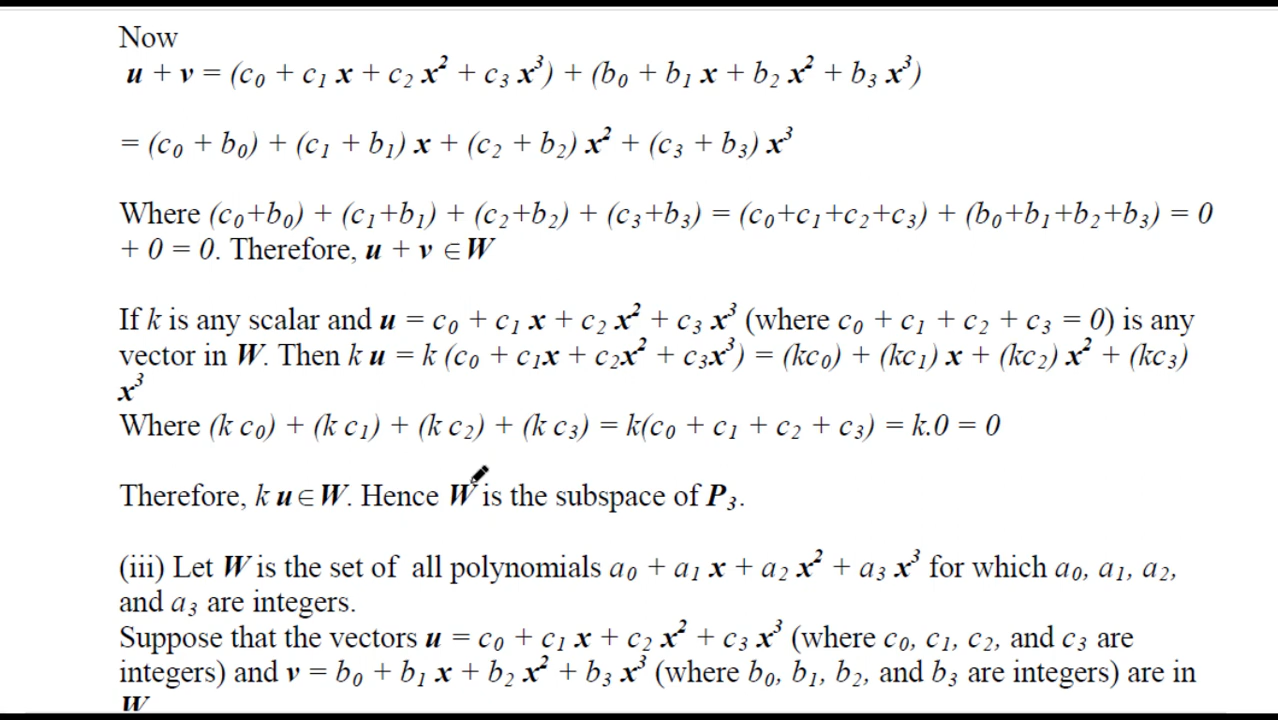 Now
u + v = (c₀ + c₁ x + c₂ x² + c₃ x³) + (b₀ + b₁ x + b₂ x² + b₃ x³)
= (c₀ + b₀) + (c₁ + b₁) x + (c₂ + b₂) x² + (c₃ + b₃) x³
Where (c₀+b₀) + (c₁+b₁) + (c₂+b₂) + (c₃+b₃) = (c₀+c₁+c₂+c₃) + (b₀+b₁+b₂+b₃) = 0
+ 0 = 0. Therefore, u + v ∈ W
If k is any scalar and u = c₀ + c₁ x + c₂ x² + c₃ x³ (where c₀ + c₁ + c₂ + c₃ = 0) is any
vector in W. Then k u = k (c₀ + c₁x + c₂x² + c₃x³) = (kc₀) + (kc₁) x + (kc₂) x² + (kc₃)
x³
Where (k c₀) + (k c₁) + (k c₂) + (k c₃) = k(c₀ + c₁ + c₂ + c₃) = k.0 = 0
Therefore, k u ∈ W. Hence W is the subspace of P₃.
(iii) Let W is the set of all polynomials a₀ + a₁ x + a₂ x² + a₃ x³ for which a₀, a₁, a₂,
and a₃ are integers.
Suppose that the vectors u = c₀ + c₁ x + c₂ x² + c₃ x³ (where c₀, c₁, c₂, and c₃ are
integers) and v = b₀ + b₁ x + b₂ x² + b₃ x³ (where b₀, b₁, b₂, and b₃ are integers) are in
W